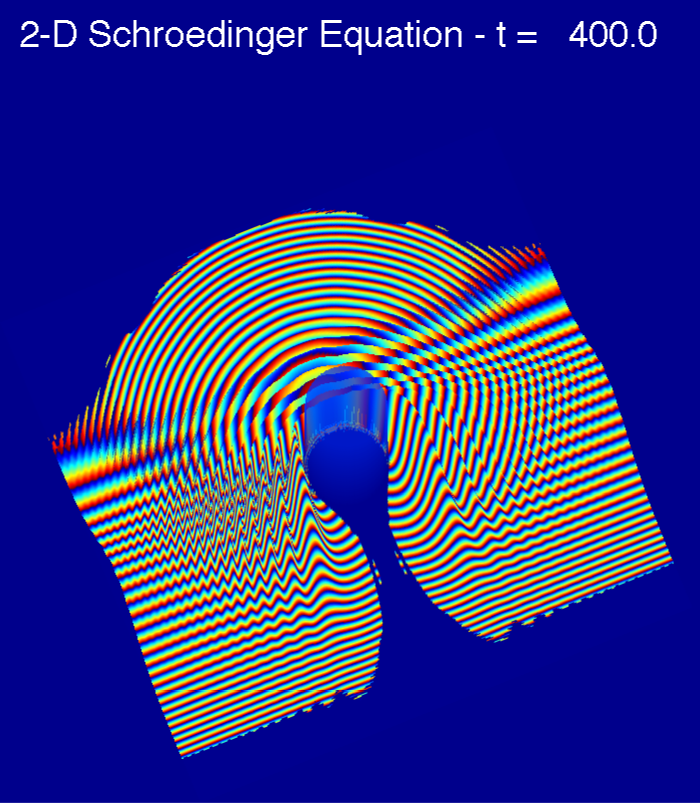 2-D Schroedinger Equation - t = 400.0